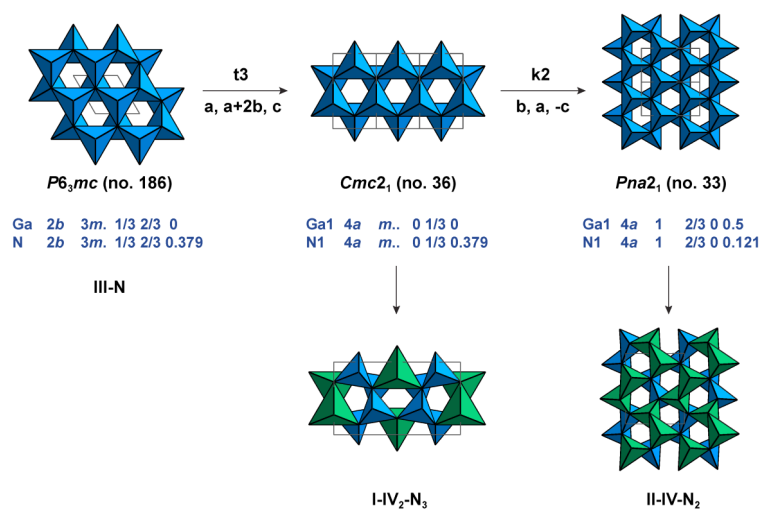 t3
a, a+2b, c
k2
b, a, -c
P6₃mc (no. 186)
Cmc2₁ (no. 36)
Pna2₁ (no. 33)
Ga 2b 3m. 1/3 2/3 0
N 2b 3m. 1/3 2/3 0.379
Ga1 4a m.. 0 1/3 0
N1 4a m.. 0 1/3 0.379
Ga1 4a 1 2/3 0 0.5
N1 4a 1 2/3 0 0.121
III-N
I-IV₂-N₃
II-IV-N₂